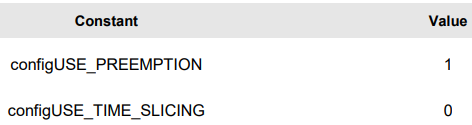 Constant Value
configUSE_PREEMPTION 1
configUSE_TIME_SLICING 0